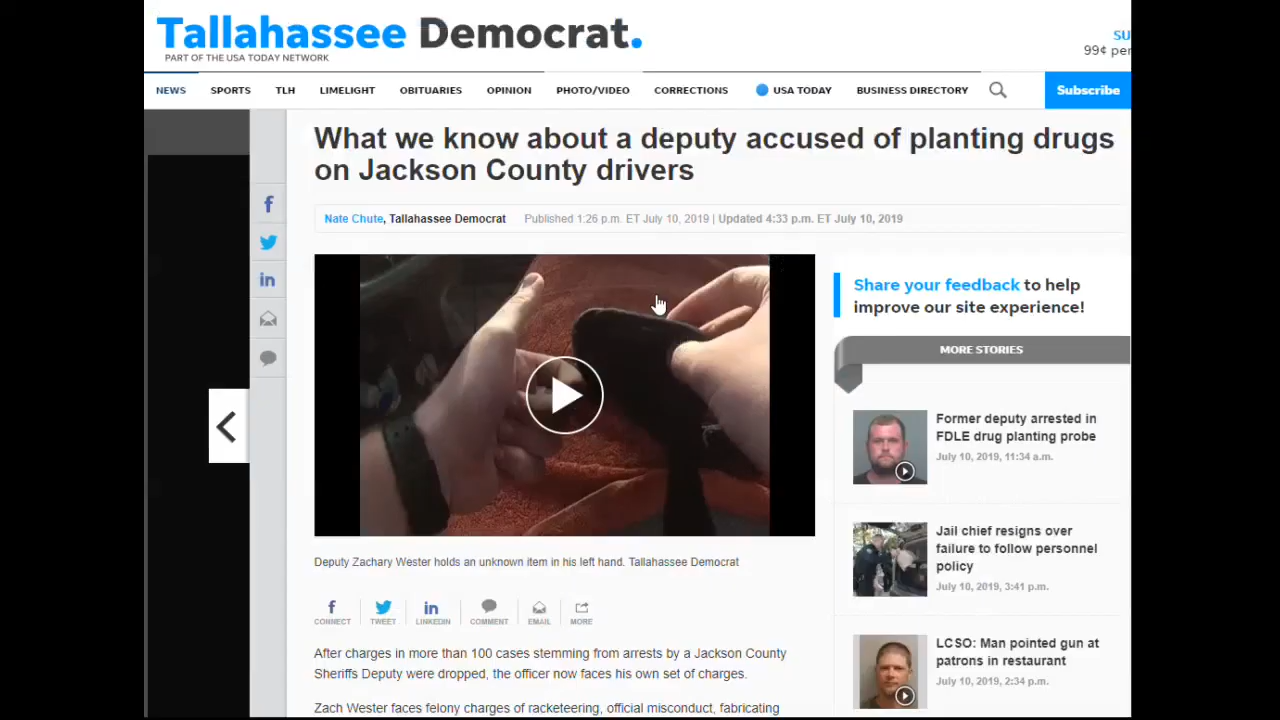 Tallahassee Democrat.
PART OF THE USA TODAY NETWORK
SU
99¢ per
NEWS SPORTS TLH LIMELIGHT OBITUARIES OPINION PHOTO/VIDEO CORRECTIONS USA TODAY BUSINESS DIRECTORY Subscribe
What we know about a deputy accused of planting drugs
on Jackson County drivers
Nate Chute, Tallahassee Democrat Published 1:26 p.m. ET July 10, 2019 | Updated 4:33 p.m. ET July 10, 2019
Deputy Zachary Wester holds an unknown item in his left hand. Tallahassee Democrat
CONNECT TWEET LINKEDIN COMMENT EMAIL MORE
After charges in more than 100 cases stemming from arrests by a Jackson County
Sheriffs Deputy were dropped, the officer now faces his own set of charges.
Zach Wester faces felony charges of racketeering, official misconduct, fabricating
Share your feedback to help
improve our site experience!
MORE STORIES
Former deputy arrested in
FDLE drug planting probe
July 10, 2019, 11:34 a.m.
Jail chief resigns over
failure to follow personnel
policy
July 10, 2019, 3:41 p.m.
LCSO: Man pointed gun at
patrons in restaurant
July 10, 2019, 2:34 p.m.